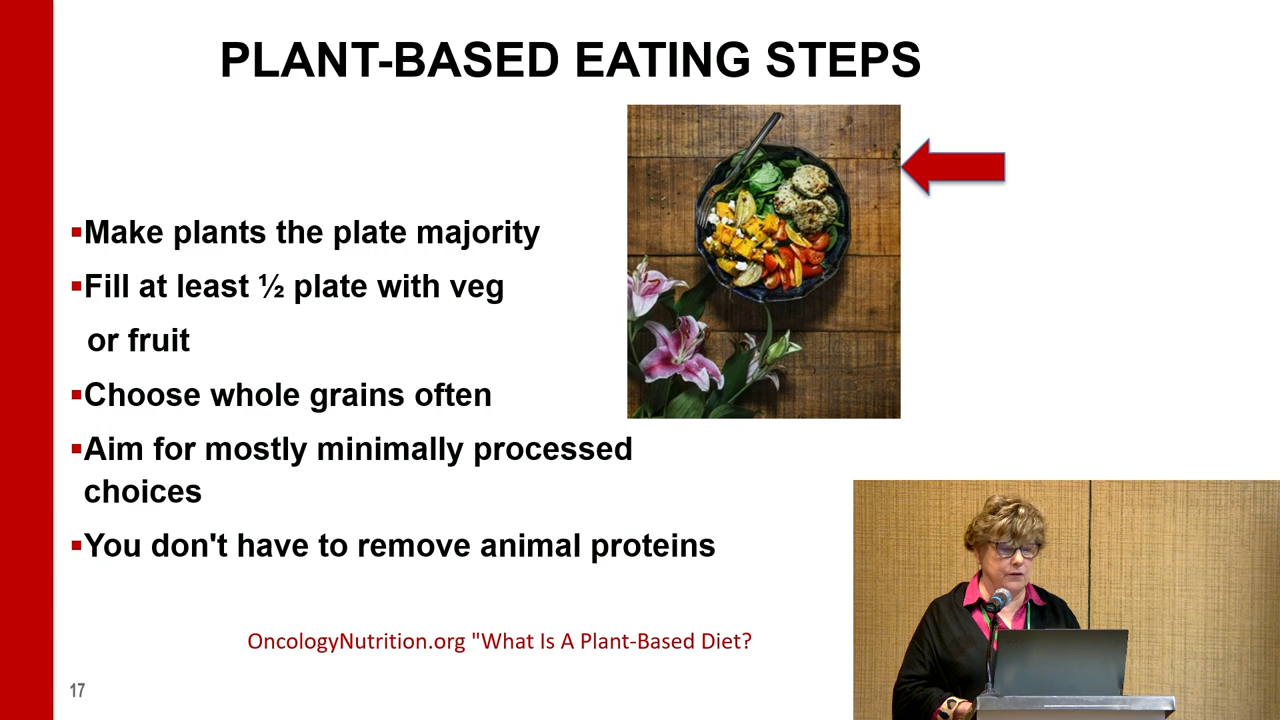 PLANT-BASED EATING STEPS
▪Make plants the plate majority
▪Fill at least ½ plate with veg
or fruit
▪Choose whole grains often
▪Aim for mostly minimally processed
choices
▪You don't have to remove animal proteins
OncologyNutrition.org "What Is A Plant-Based Diet?
17